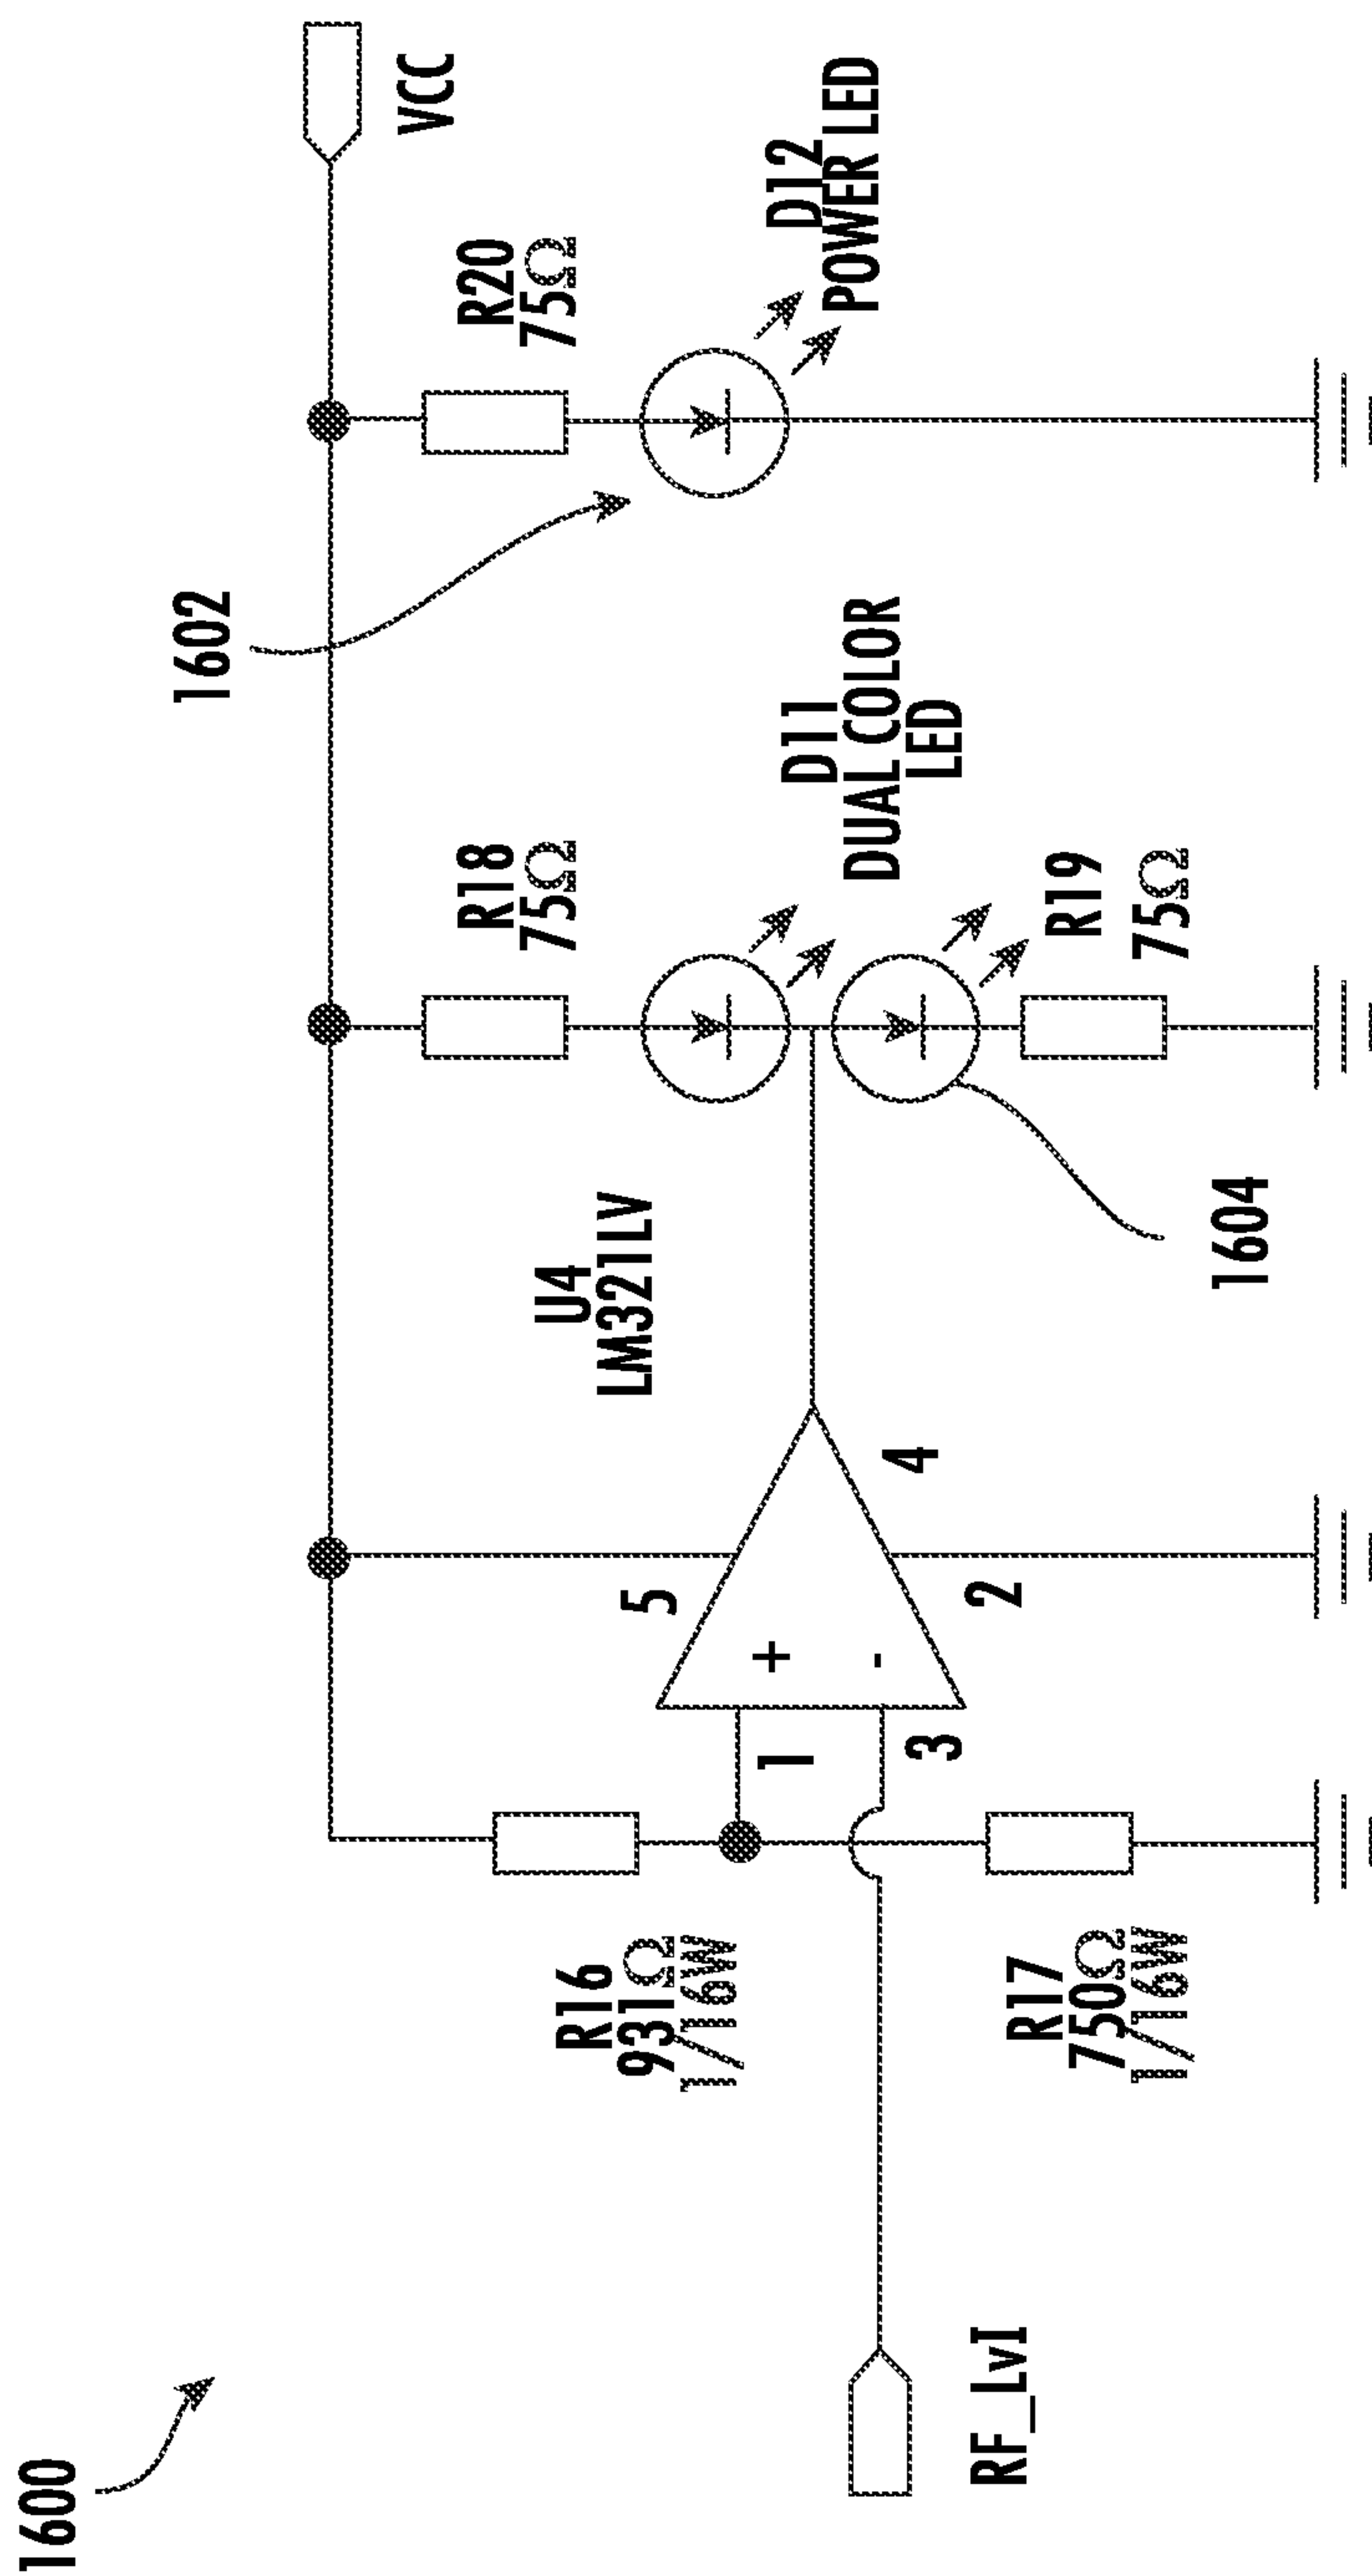 1600
VCC
1602
R18
75Ω
R20
75Ω
U4
LM321LV
R16
931Ω
1/16W
5
+
-
1
3
4
2
D11
DUAL COLOR
LED
D12
POWER LED
R17
750Ω
1/16W
R19
75Ω
1604
RF_LvI